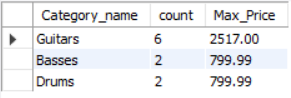 Category_name count Max_Price
Guitars 6 2517.00
Basses 2 799.99
Drums 2 799.99